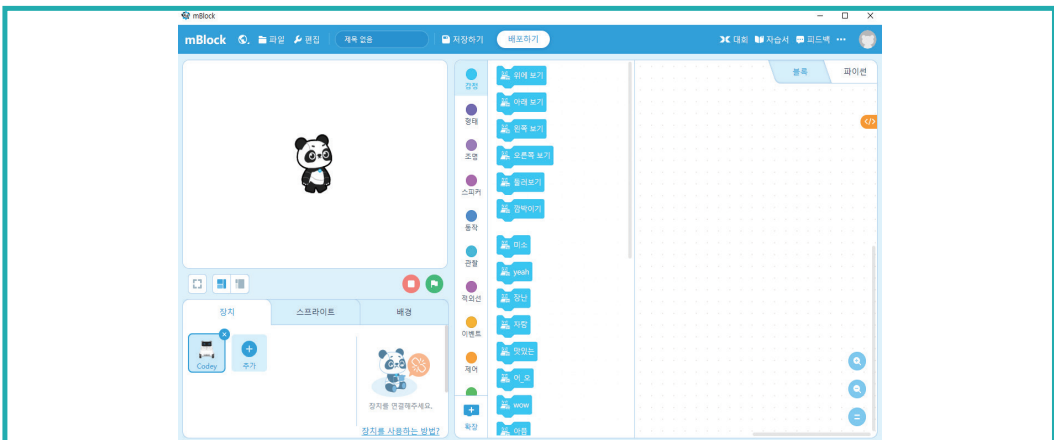 mBlock
mBlock 파일 편집 제목 없음 저장하기 배포하기 대회 자습서 피드백
감정
형태
조명
스피커
동작
관찰
적외선
이벤트
제어
확장
위에 보기
아래 보기
왼쪽 보기
오른쪽 보기
둘러보기
깜박이기
미소
yeah
장난
자랑
맛있는
이_오
wow
아픔
블록 파이썬
</>
장치 스프라이트 배경
Codey 추가
장치를 연결해주세요.
장치를 사용하는 방법?